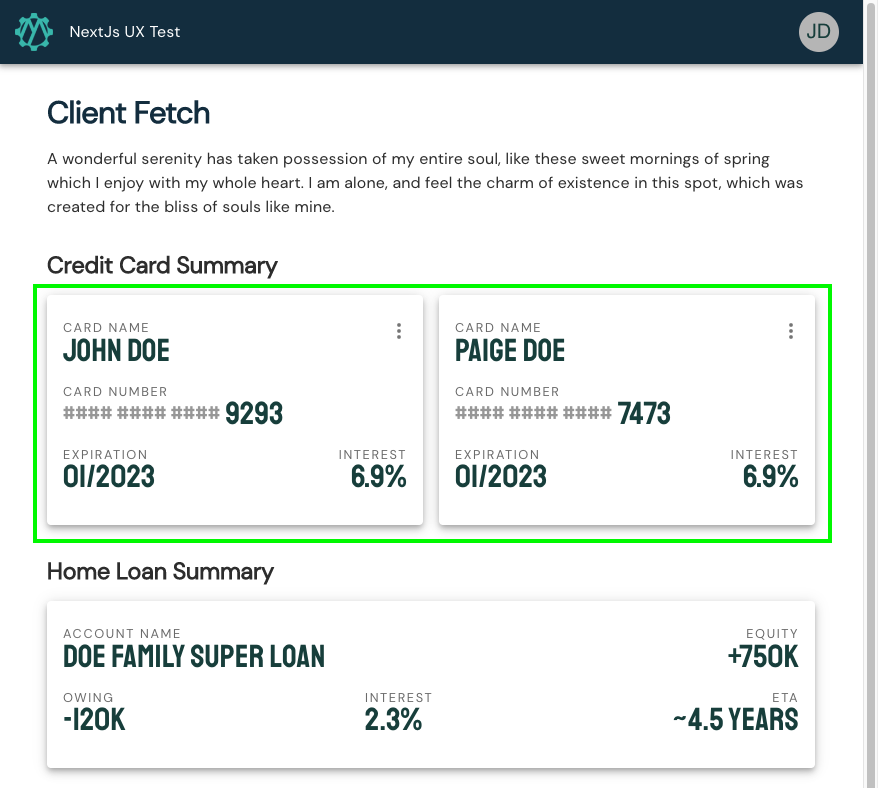 NextJs UX Test
JD
Client Fetch
A wonderful serenity has taken possession of my entire soul, like these sweet mornings of spring
which I enjoy with my whole heart. I am alone, and feel the charm of existence in this spot, which was
created for the bliss of souls like mine.
Credit Card Summary
CARD NAME
JOHN DOE
CARD NUMBER
#### #### #### 9293
EXPIRATION INTEREST
01/2023 6.9%
CARD NAME
PAIGE DOE
CARD NUMBER
#### #### #### 7473
EXPIRATION INTEREST
01/2023 6.9%
Home Loan Summary
ACCOUNT NAME EQUITY
DOE FAMILY SUPER LOAN +750K
OWING INTEREST ETA
-120K 2.3% ~4.5 YEARS